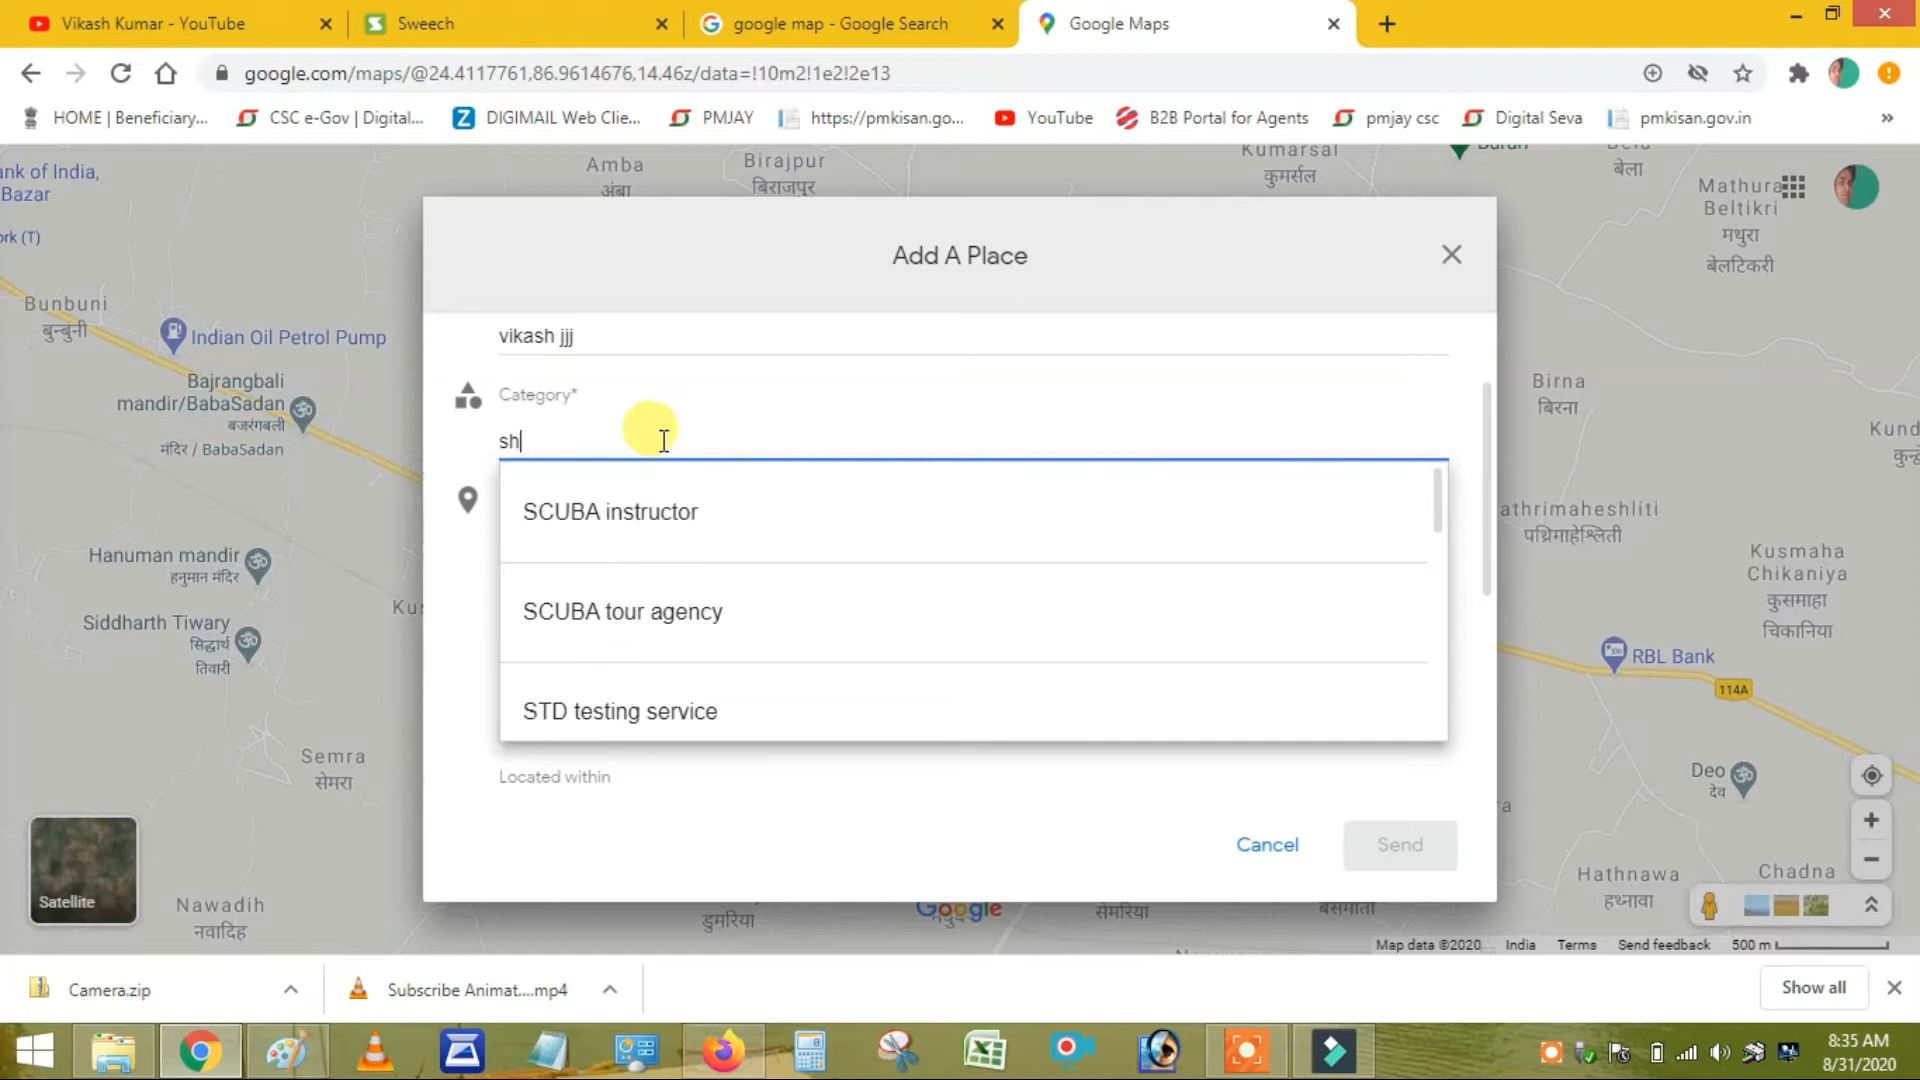 Vikash Kumar - YouTube
Sweech
google map - Google Search
Google Maps
google.com/maps/@24.4117761,86.9614676,14.46z/data=!10m2!1e2!2e13
HOME | Beneficiary...
CSC e-Gov | Digital...
DIGIMAIL Web Clie...
PMJAY
https://pmkisan.go...
YouTube
B2B Portal for Agents
pmjay csc
Digital Seva
pmkisan.gov.in
»
ank of India,
Bazar
ork (T)
Amba
अंबा
Birajpur
बिराजपुर
Kumarsal
कुमर्सल
बेला
Mathura
Beltikri
मथुरा
बेलटिकरी
Bunbuni
बुन्बुनी
Indian Oil Petrol Pump
Bajrangbali
mandir/BabaSadan
बजरंगबली
मंदिर / BabaSadan
Hanuman mandir
हनुमान मंदिर
Siddharth Tiwary
सिद्धार्थ
तिवारी
Kus
Semra
सेमरा
Nawadih
नवादिह
Add A Place
vikash jjj
Category*
sh
SCUBA instructor
SCUBA tour agency
STD testing service
Located within
Cancel
Send
Birna
बिरना
Kund
athrimaheshliti
पथ्रिमाहेश्लिती
Kusmaha
Chikaniya
कुसमाहा
चिकानिया
RBL Bank
114A
Deo
देव
Hathnawa
हथ्नावा
Chadna
Satellite
डुमरिया
Google
सेमरिया
Map data ©2020
India
Terms
Send feedback
500 m
Camera.zip
Subscribe Animat....mp4
Show all
8:35 AM
8/31/2020